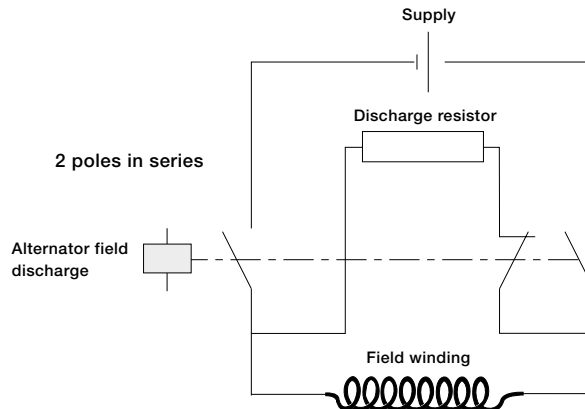 Supply
Discharge resistor
2 poles in series
Alternator field
discharge
Field winding